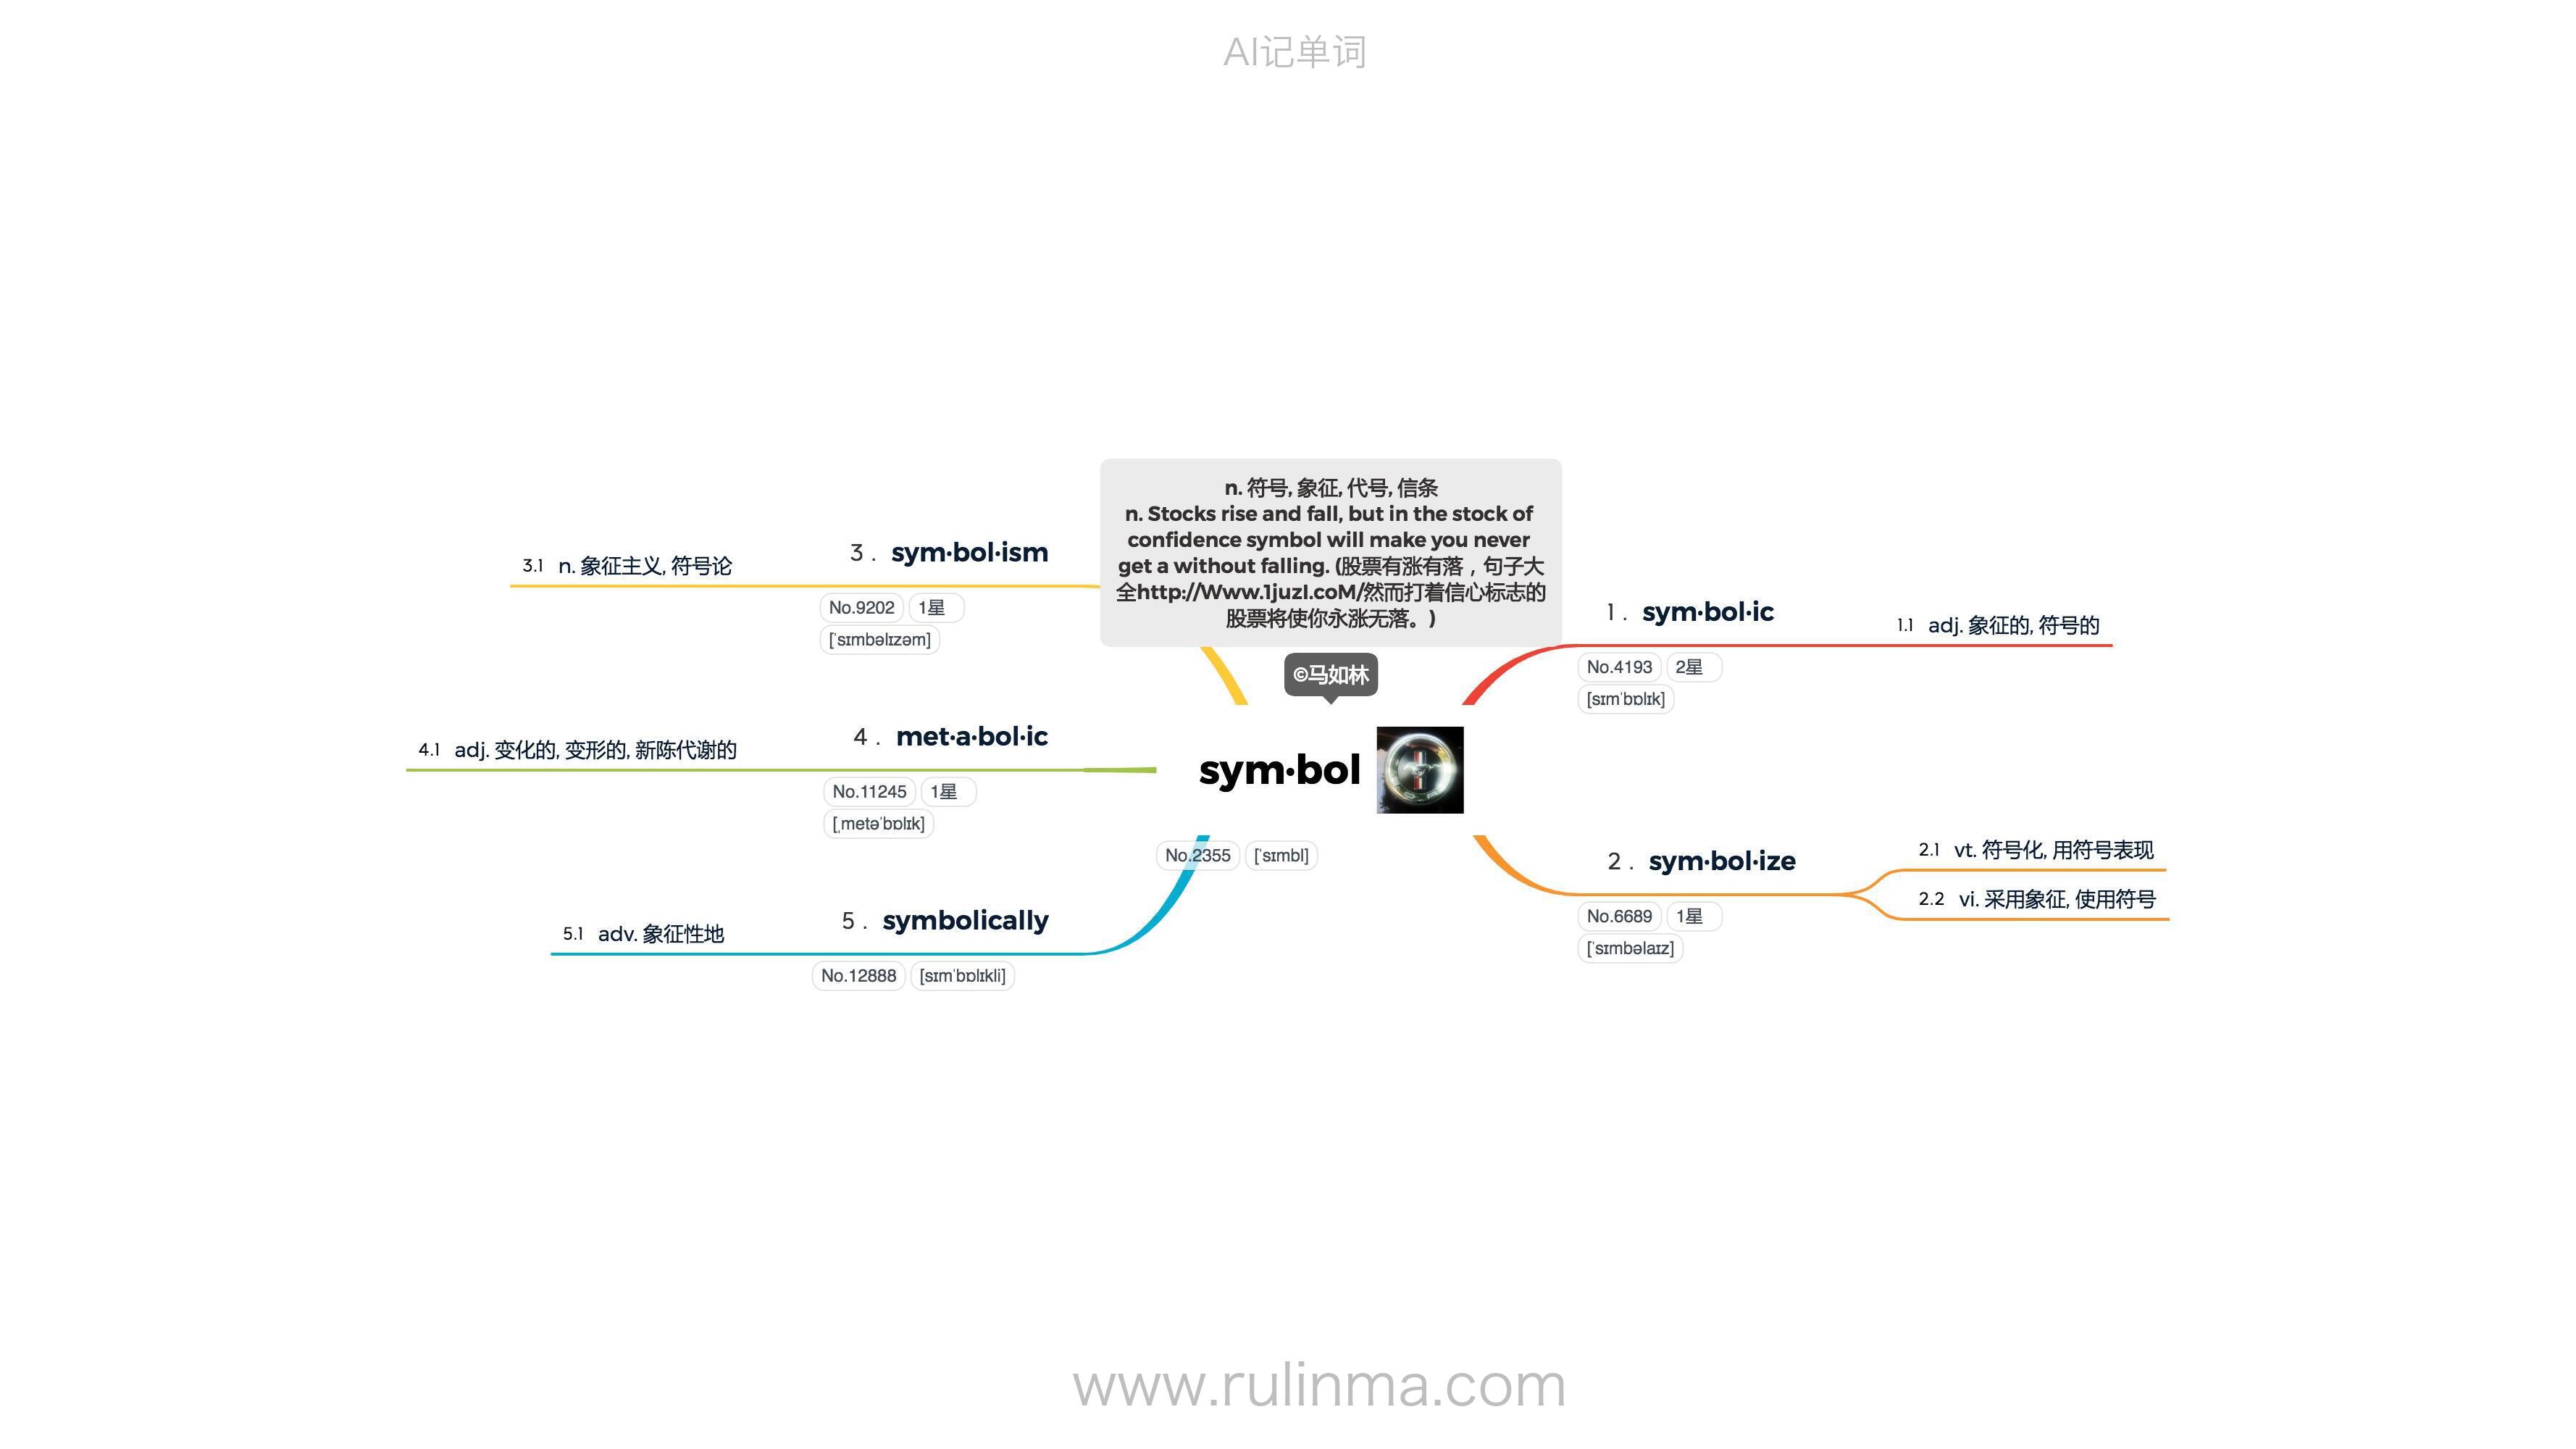 AI记单词
n. 符号, 象征, 代号, 信条
n. Stocks rise and fall, but in the stock of
confidence symbol will make you never
get a without falling. (股票有涨有落，句子大
全http://Www.1juzI.coM/然而打着信心标志的
股票将使你永涨无落。)
©马如林
sym·bol
No.2355 [ˈsɪmbl]
1 . sym·bol·ic
No.4193 2星
[sɪmˈbɒlɪk]
1.1 adj. 象征的, 符号的
2 . sym·bol·ize
No.6689 1星
[ˈsɪmbəlaɪz]
2.1 vt. 符号化, 用符号表现
2.2 vi. 采用象征, 使用符号
3 . sym·bol·ism
No.9202 1星
[ˈsɪmbəlɪzəm]
3.1 n. 象征主义, 符号论
4 . met·a·bol·ic
No.11245 1星
[ˌmetəˈbɒlɪk]
4.1 adj. 变化的, 变形的, 新陈代谢的
5 . symbolically
No.12888 [sɪmˈbɒlɪkli]
5.1 adv. 象征性地
www.rulinma.com